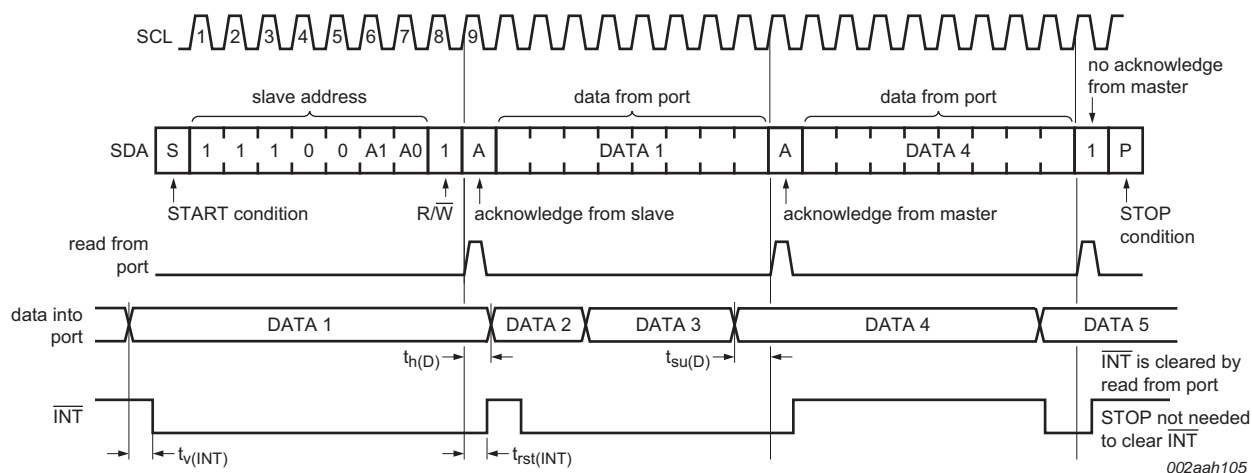 SCL 1 2 3 4 5 6 7 8 9
no acknowledge
from master
slave address
data from port
data from port
SDA S 1 1 1 0 0 A1 A0 1 A DATA 1 A DATA 4 1 P
START condition
R/W̅
acknowledge from slave
acknowledge from master
STOP
condition
read from
port
data into
port
DATA 1 DATA 2 DATA 3 DATA 4 DATA 5
th(D)
tsu(D)
I̅N̅T̅ is cleared by
read from port
I̅N̅T̅
STOP not needed
to clear I̅N̅T̅
tv(INT)
trst(INT)
002aah105